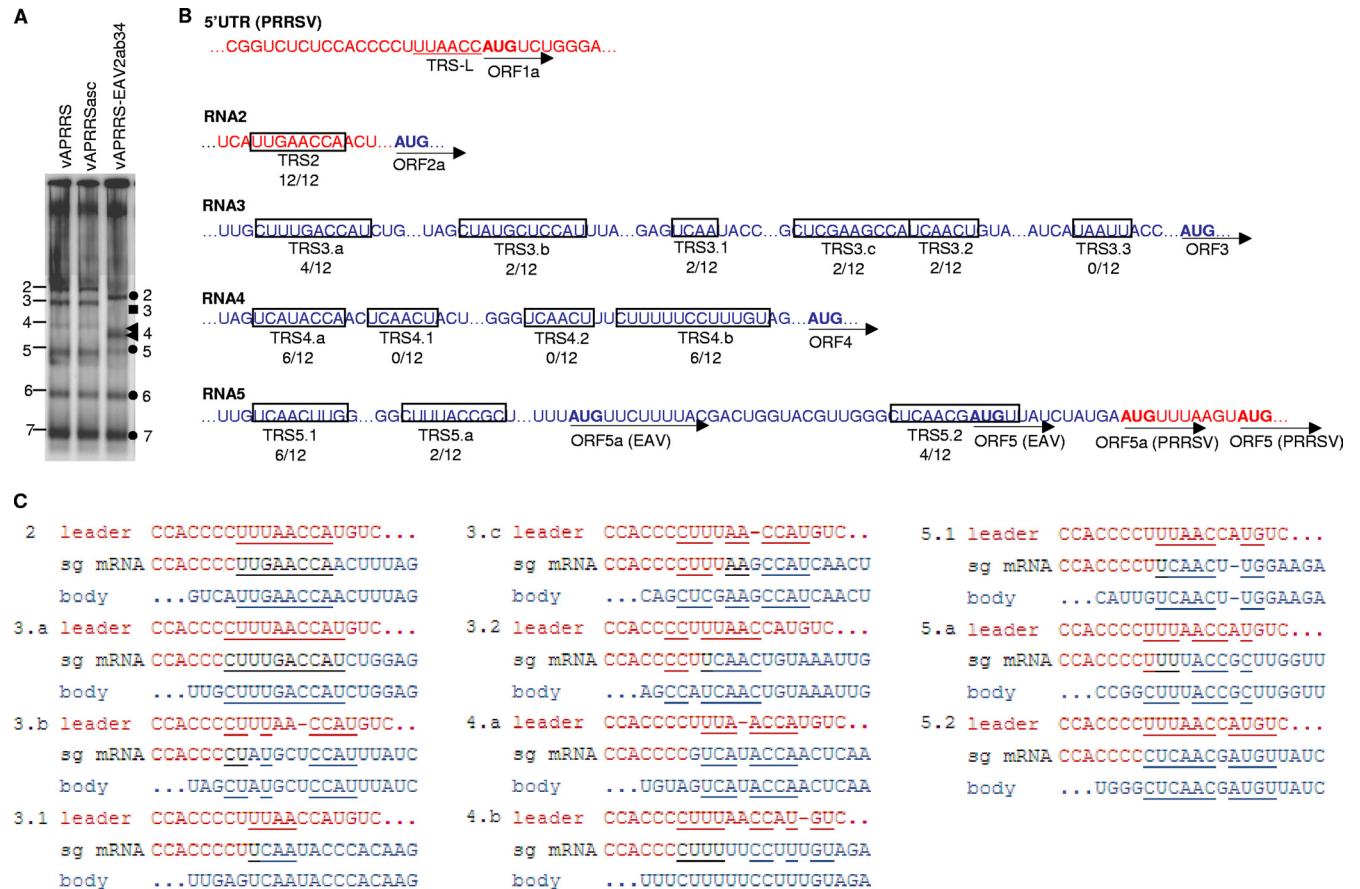 A
B
vAPRRS
vAPRRSasc
vAPRRS-EAV2ab34
2
3
4
5
6
7
2
3
4
5
6
7
5'UTR (PRRSV)
...CGGUCUCUCCACCCCUUUAACCAUGUCUGGGA...
TRS-L
ORF1a
RNA2
...UCAUUGAACCAACU...AUG...
TRS2
ORF2a
12/12
RNA3
...UUGCUUUGACCAUCUG...UAGCUAUGCUCCAUUUA...GAGUCAAUACC...GCUCGAAGCCAUCAACUGUA...AUCAUAAUUACC...AUG...
TRS3.a TRS3.b TRS3.1 TRS3.c TRS3.2 TRS3.3 ORF3
4/12 2/12 2/12 2/12 2/12 0/12
RNA4
...UAGUCAUACCAACUCAACUACU...GGGUCAACUUUCUUUUUCCUUUGUAG...AUG...
TRS4.a TRS4.1 TRS4.2 TRS4.b ORF4
6/12 0/12 0/12 6/12
RNA5
...UUGUCAACUUGG...GGCUUUACCGCU...UUUAUGUUCUUUUACGACUGGUACGUUGGGCUCAACGAUGUUAUCUAUGAAUGUUUAAGUAUG...
TRS5.1 TRS5.a ORF5a (EAV) TRS5.2 ORF5 (EAV) ORF5a (PRRSV) ORF5 (PRRSV)
6/12 2/12 4/12
C
2 leader CCACCCCUUUAACCAUGUC...
sg mRNA CCACCCCUUGAACCAACUUUAG
body ...GUCAUUGAACCAACUUUAG
3.a leader CCACCCCUUUAACCAUGUC...
sg mRNA CCACCCCUUUGACCAUCUGGAG
body ...UUGCUUUGACCAUCUGGAG
3.b leader CCACCCCUUUAA-CCAUGUC..
sg mRNA CCACCCCUAUGCUCCAUUUAUC
body ...UAGCUAUGCUCCAUUUAUC
3.1 leader CCACCCCUUUAACCAUGUC...
sg mRNA CCACCCCUUUCAAUACCCACAAG
body ...UUGAGUCAAUACCCACAAG
3.c leader CCACCCCUUUAA-CCAUGUC..
sg mRNA CCACCCCUUUAAGCCAUCAACU
body ...CAGCUCGAAGCCAUCAACU
3.2 leader CCACCCCUUUAACCAUGUC...
sg mRNA CCACCCCUUCAACUGUAAAUUG
body ...AGCCAUCAACUGUAAAUUG
4.a leader CCACCCCUUUA-ACCAUGUC..
sg mRNA CCACCCCGUCAUACCAACUCAA
body ...UGUAGUCAUACCAACUCAA
4.b leader CCACCCCUUUAACCAU-GUC..
sg mRNA CCACCCCUUUUUCCUUUGUAGA
body ...UUUCUUUUUCCUUUGUAGA
5.1 leader CCACCCCUUUAACCAUGUC...
sg mRNA CCACCCCUUUCAACU-UGGAAGA
body ...CAUUGUCAACU-UGGAAGA
5.a leader CCACCCCUUUAACCAUGUC...
sg mRNA CCACCCCUUUUACCGCUUGGUU
body ...CCGGCUUUACCGCUUGGUU
5.2 leader CCACCCCUUUAACCAUGUC...
sg mRNA CCACCCCCUCAACGAUGUUAUC
body ...UGGGCUCAACGAUGUUAUC